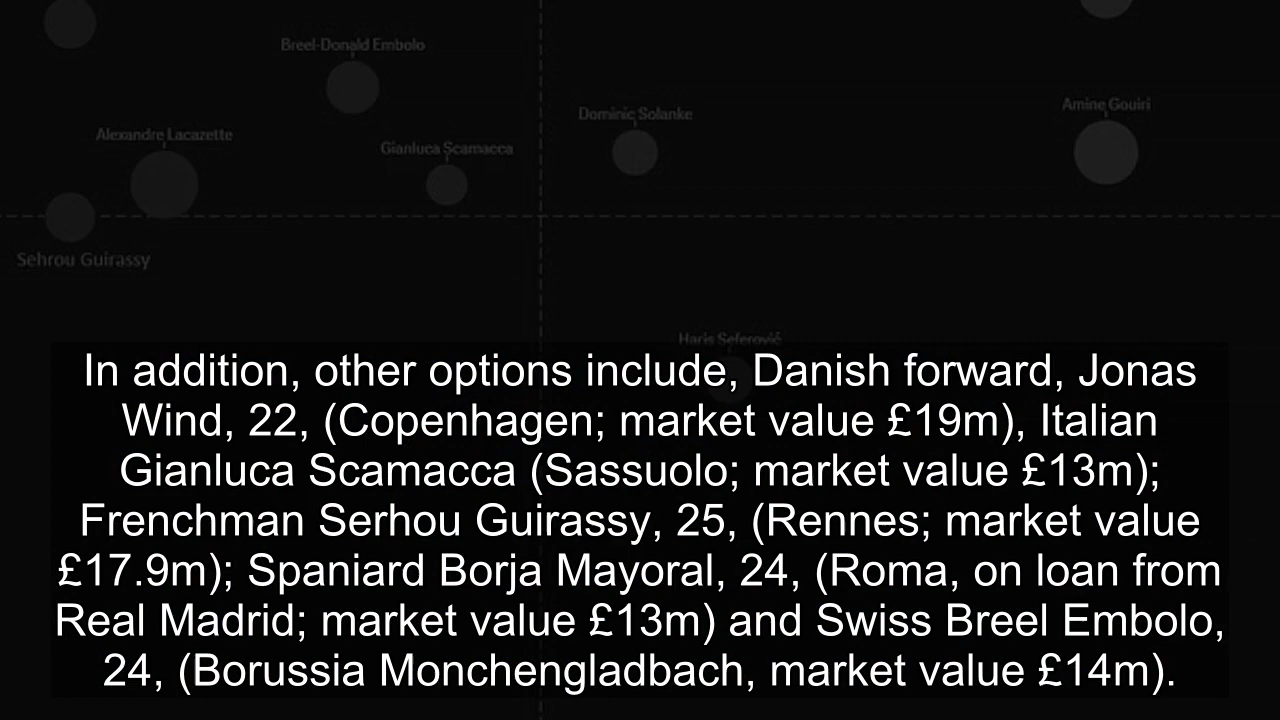 Breel-Donald Embolo
Alexandre Lacazette
Gianluca Scamacca
Dominic Solanke
Amine Gouiri
Sehrou Guirassy
Haris Seferović
In addition, other options include, Danish forward, Jonas
Wind, 22, (Copenhagen; market value £19m), Italian
Gianluca Scamacca (Sassuolo; market value £13m);
Frenchman Serhou Guirassy, 25, (Rennes; market value
£17.9m); Spaniard Borja Mayoral, 24, (Roma, on loan from
Real Madrid; market value £13m) and Swiss Breel Embolo,
24, (Borussia Monchengladbach, market value £14m).